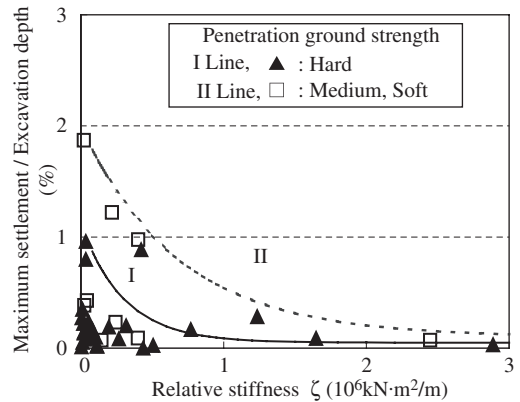 Penetration ground strength
I Line, ▲ : Hard
II Line, □ : Medium, Soft
3
2
1
0
Maximum settlement / Excavation depth
(%)
I
II
0 1 2 3
Relative stiffness ζ (10⁶kN·m²/m)